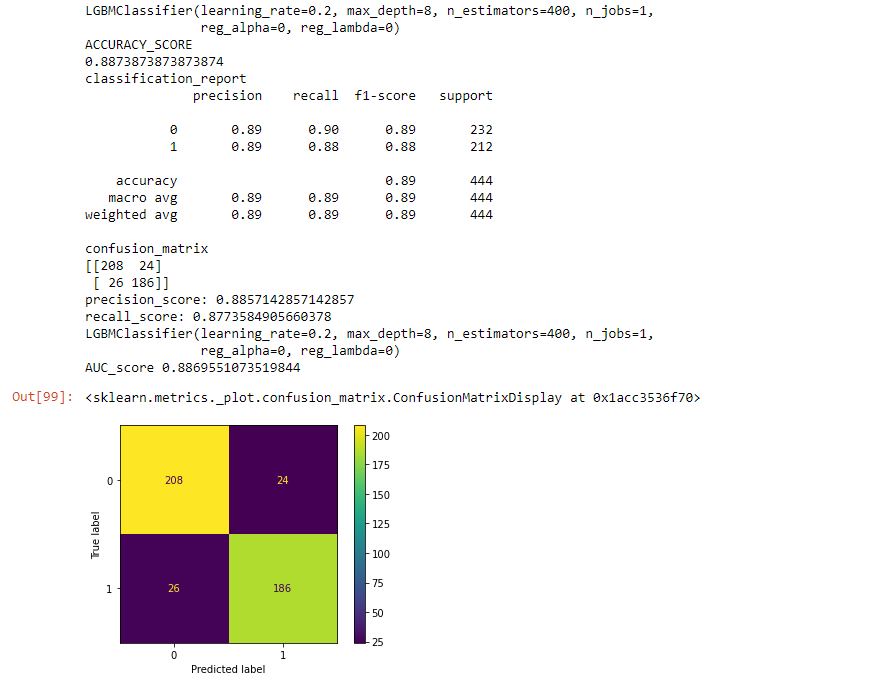 LGBMClassifier(learning_rate=0.2, max_depth=8, n_estimators=400, n_jobs=1,
reg_alpha=0, reg_lambda=0)
ACCURACY_SCORE
0.8873873873873874
classification_report
precision recall f1-score support
0 0.89 0.90 0.89 232
1 0.89 0.88 0.88 212
accuracy 0.89 444
macro avg 0.89 0.89 0.89 444
weighted avg 0.89 0.89 0.89 444
confusion_matrix
[[208 24]
[ 26 186]]
precision_score: 0.8857142857142857
recall_score: 0.8773584905660378
LGBMClassifier(learning_rate=0.2, max_depth=8, n_estimators=400, n_jobs=1,
reg_alpha=0, reg_lambda=0)
AUC_score 0.8869551073519844
Out[99]: <sklearn.metrics._plot.confusion_matrix.ConfusionMatrixDisplay at 0x1acc3536f70>
200
175
150
125
100
75
50
25
True label
0
208 24
1
26 186
0 1
Predicted label